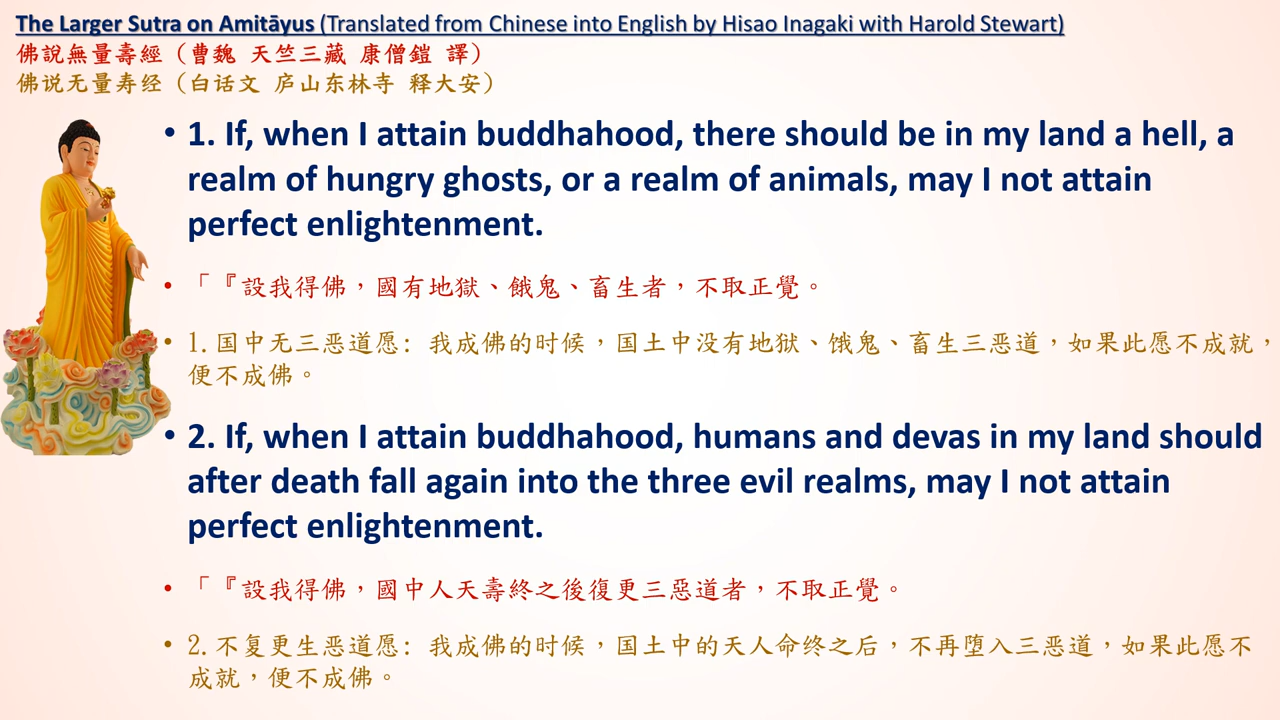 The Larger Sutra on Amitāyus (Translated from Chinese into English by Hisao Inagaki with Harold Stewart)
佛說無量壽經（曹魏 天竺三藏 康僧鎧 譯）
佛说无量寿经（白话文 庐山东林寺 释大安）
• 1. If, when I attain buddhahood, there should be in my land a hell, a
realm of hungry ghosts, or a realm of animals, may I not attain
perfect enlightenment.
• 「『設我得佛，國有地獄、餓鬼、畜生者，不取正覺。
• 1. 国中无三恶道愿: 我成佛的时候，国土中没有地狱、饿鬼、畜生三恶道，如果此愿不成就，
便不成佛。
• 2. If, when I attain buddhahood, humans and devas in my land should
after death fall again into the three evil realms, may I not attain
perfect enlightenment.
• 「『設我得佛，國中人天壽終之後復更三惡道者，不取正覺。
• 2. 不复更生恶道愿: 我成佛的时候，国土中的天人命终之后，不再堕入三恶道，如果此愿不
成就，便不成佛。